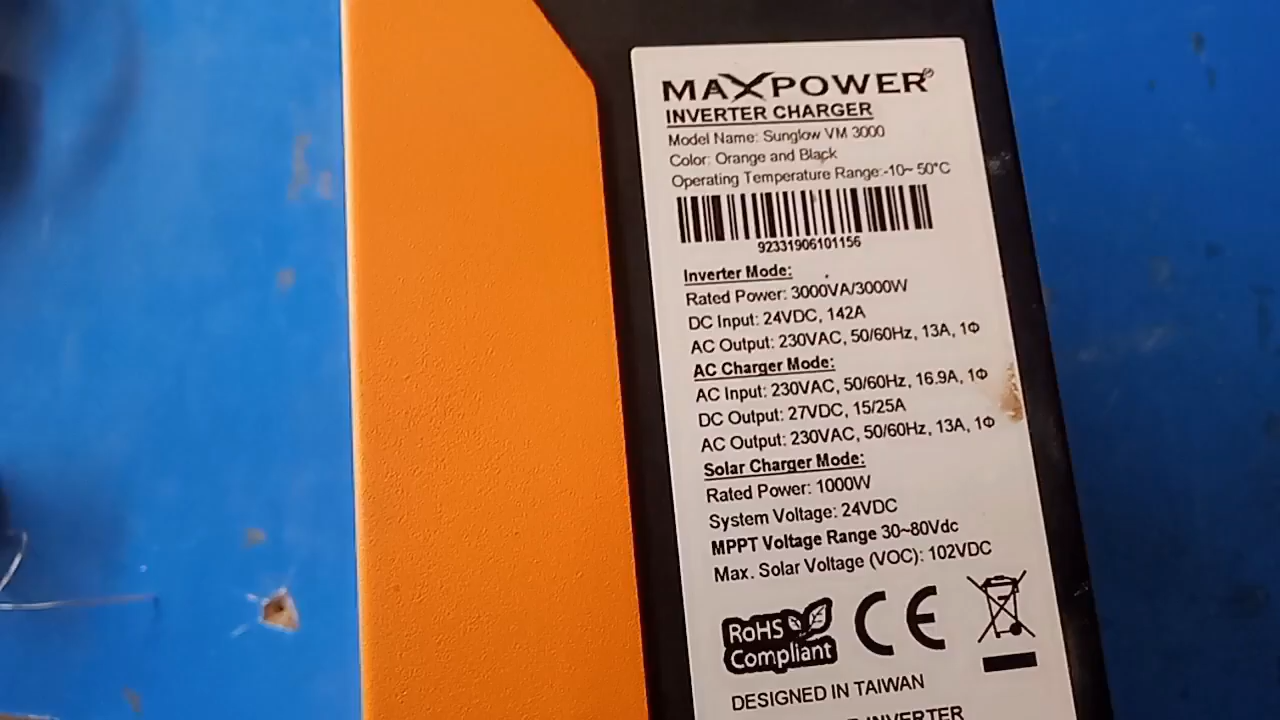 MAXPOWER®
INVERTER CHARGER
Model Name: Sunglow VM 3000
Color: Orange and Black
Operating Temperature Range:-10~ 50°C
92331906101156
Inverter Mode:
Rated Power: 3000VA/3000W
DC Input: 24VDC, 142A
AC Output: 230VAC, 50/60Hz, 13A, 1Φ
AC Charger Mode:
AC Input: 230VAC, 50/60Hz, 16.9A, 1Φ
DC Output: 27VDC, 15/25A
AC Output: 230VAC, 50/60Hz, 13A, 1Φ
Solar Charger Mode:
Rated Power: 1000W
System Voltage: 24VDC
MPPT Voltage Range 30~80Vdc
Max. Solar Voltage (VOC): 102VDC
RoHS
Compliant
CE
DESIGNED IN TAIWAN
INVERTER